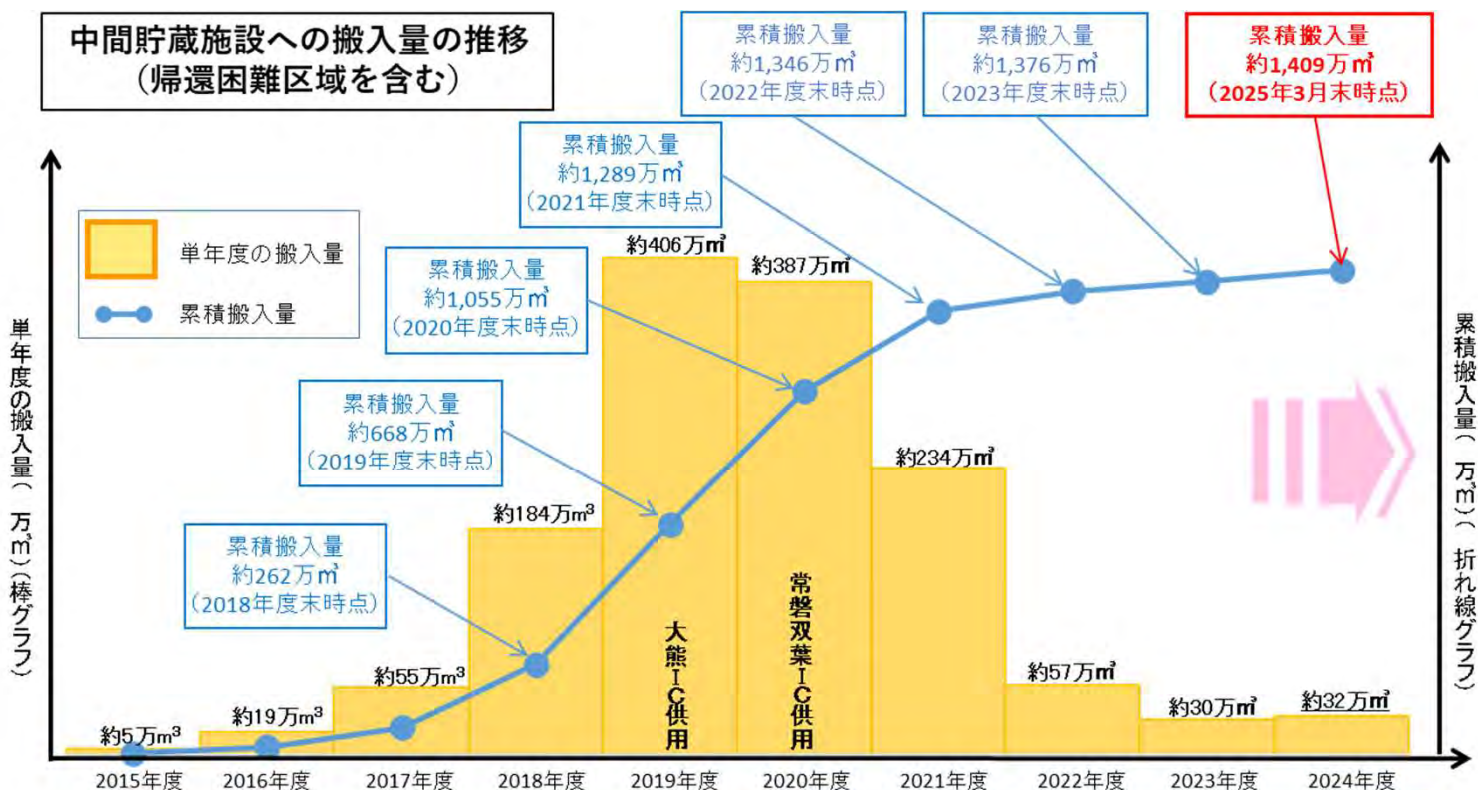 中間貯蔵施設への搬入量の推移
（帰還困難区域を含む）
累積搬入量
約1,346万㎥
（2022年度末時点）
累積搬入量
約1,376万㎥
（2023年度末時点）
累積搬入量
約1,409万㎥
（2025年3月末時点）
累積搬入量
約1,289万㎥
（2021年度末時点）
単年度の搬入量
累積搬入量
累積搬入量
約1,055万㎥
（2020年度末時点）
累積搬入量
約668万㎥
（2019年度末時点）
累積搬入量
約262万㎥
（2018年度末時点）
単年度の搬入量（　万㎥）（棒グラフ）
約5万m³
約19万m³
約55万m³
約184万m³
約406万㎥
約387万㎥
約234万㎥
約57万㎥
約30万㎥
約32万㎥
大熊IC供用
常磐双葉IC供用
累積搬入量（　万㎥）（　折れ線グラフ）
2015年度
2016年度
2017年度
2018年度
2019年度
2020年度
2021年度
2022年度
2023年度
2024年度